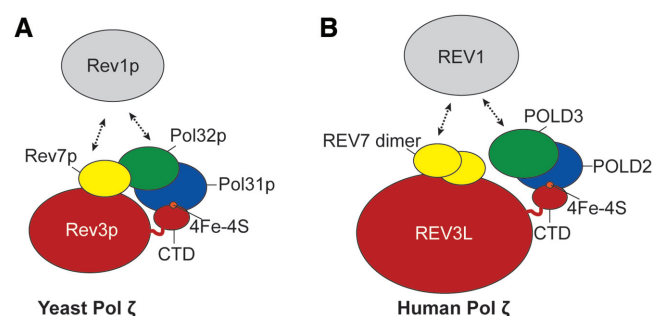 A
Rev1p
Rev7p
Pol32p
Pol31p
4Fe-4S
Rev3p
CTD
Yeast Pol ζ
B
REV1
POLD3
REV7 dimer
POLD2
4Fe-4S
REV3L
CTD
Human Pol ζ